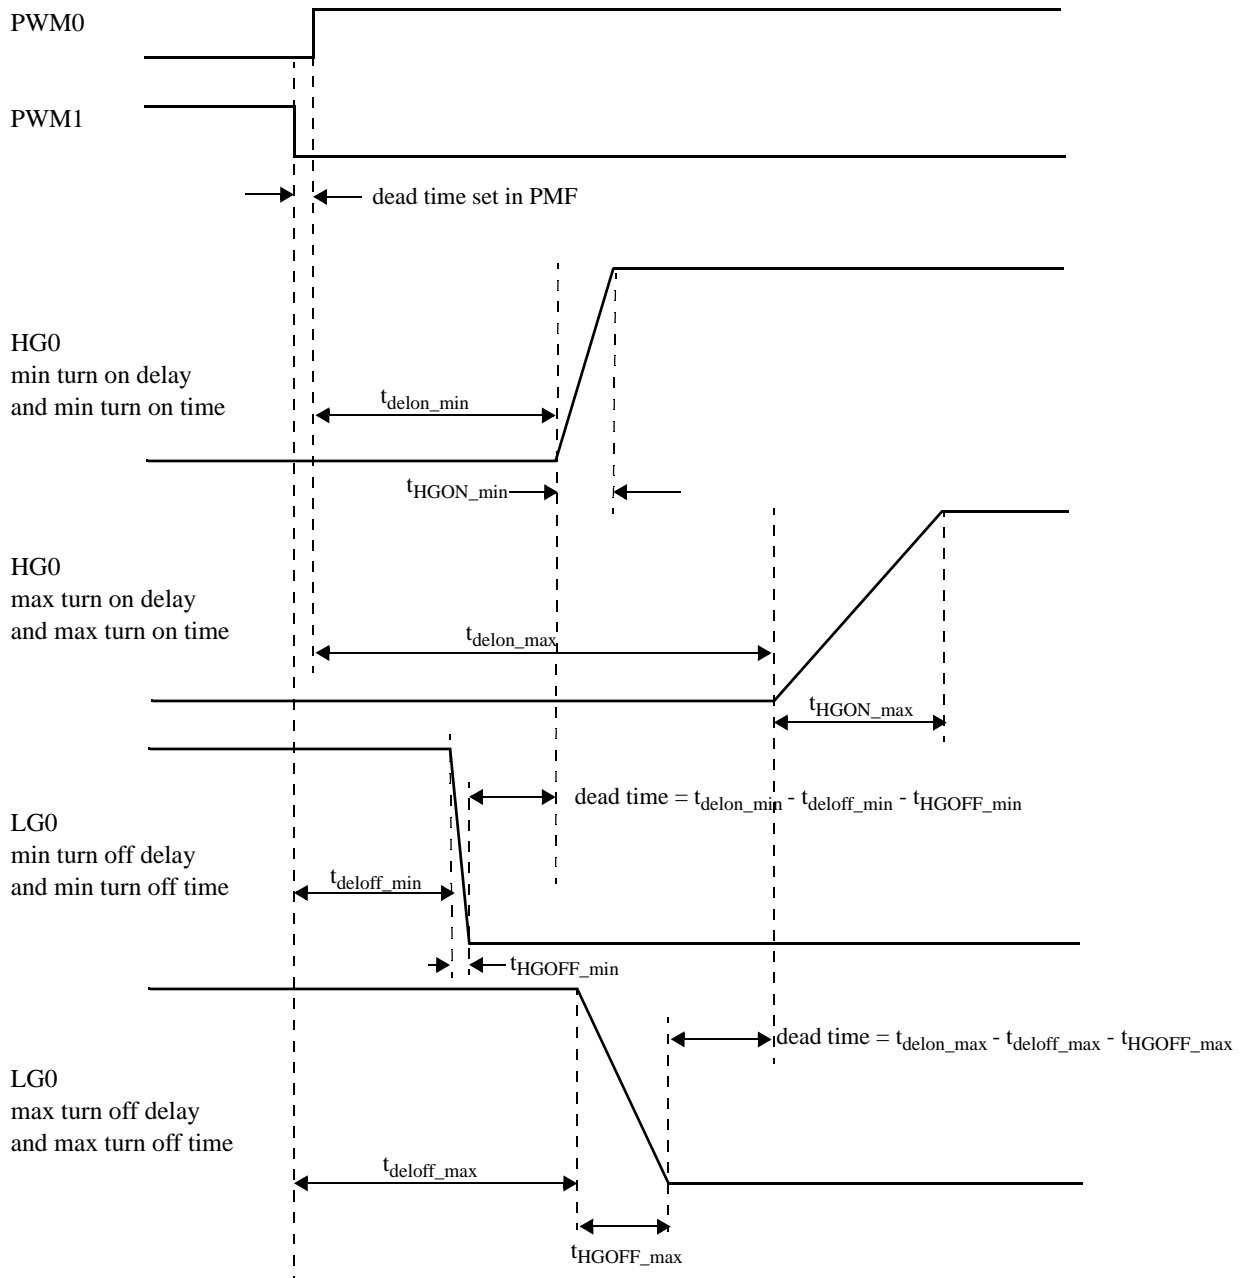 PWM0
PWM1
dead time set in PMF
HG0
min turn on delay
and min turn on time
tdelon_min
tHGON_min
HG0
max turn on delay
and max turn on time
tdelon_max
tHGON_max
dead time = tdelon_min - tdeloff_min - tHGOFF_min
LG0
min turn off delay
and min turn off time
tdeloff_min
tHGOFF_min
dead time = tdelon_max - tdeloff_max - tHGOFF_max
LG0
max turn off delay
and max turn off time
tdeloff_max
tHGOFF_max